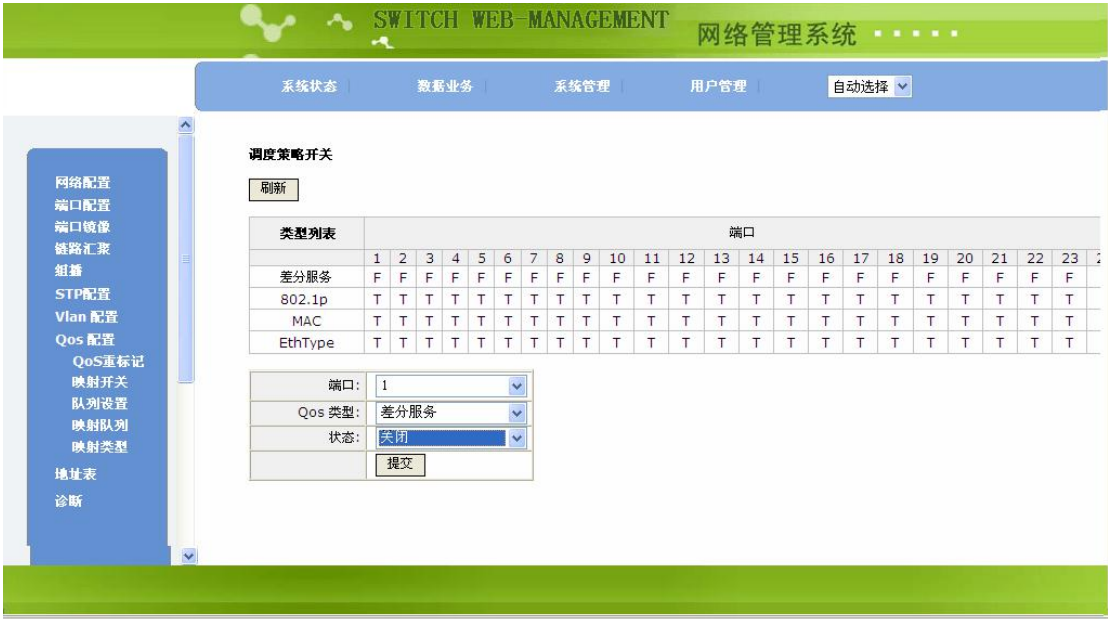 SWITCH WEB-MANAGEMENT
网络管理系统
系统状态 数据业务 系统管理 用户管理 自动选择
网络配置
端口配置
端口镜像
链路汇聚
组播
STP配置
Vlan 配置
Qos 配置
QoS重标记
映射开关
队列设置
映射队列
映射类型
地址表
诊断
调度策略开关
刷新
类型列表 端口
1 2 3 4 5 6 7 8 9 10 11 12 13 14 15 16 17 18 19 20 21 22 23
差分服务 F F F F F F F F F F F F F F F F F F F F F F F
802.1p T T T T T T T T T T T T T T T T T T T T T T T
MAC T T T T T T T T T T T T T T T T T T T T T T T
EthType T T T T T T T T T T T T T T T T T T T T T T T
端口: 1
Qos 类型: 差分服务
状态: 关闭
提交